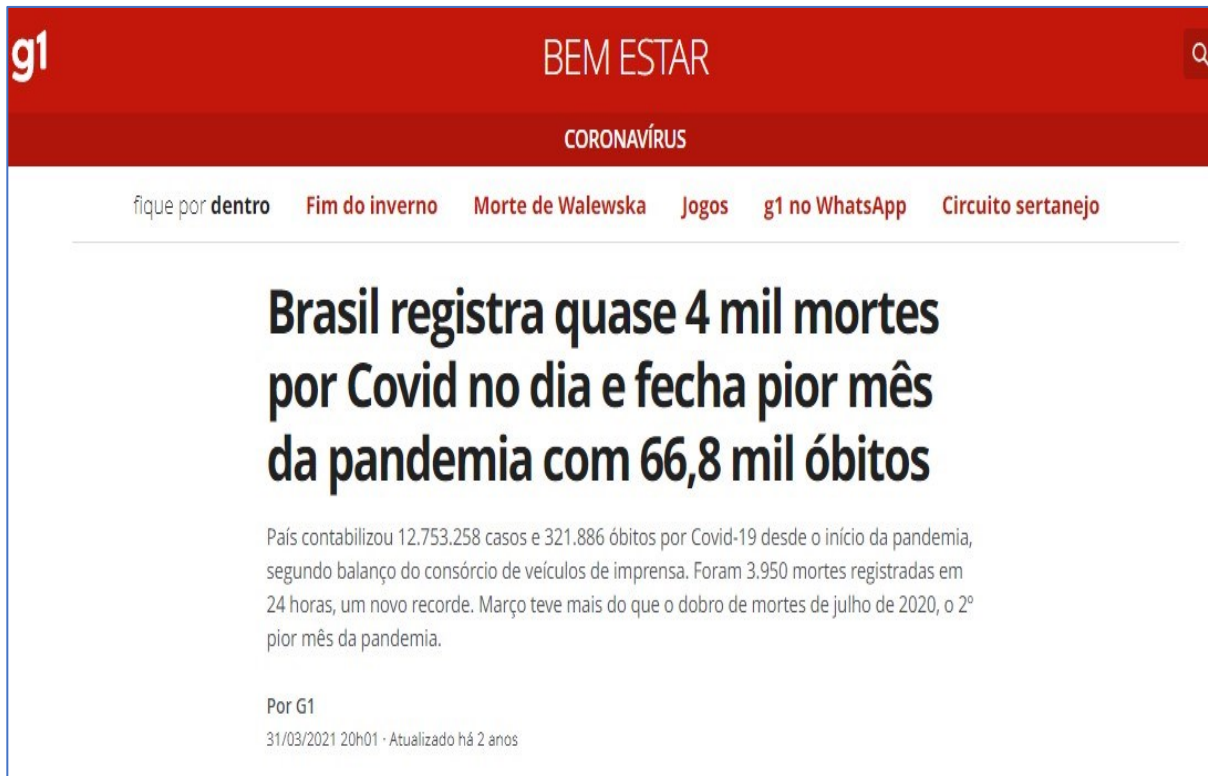 g1
BEM ESTAR
CORONAVÍRUS
fique por dentro Fim do inverno Morte de Walewska Jogos g1 no WhatsApp Circuito sertanejo
Brasil registra quase 4 mil mortes
por Covid no dia e fecha pior mês
da pandemia com 66,8 mil óbitos
País contabilizou 12.753.258 casos e 321.886 óbitos por Covid-19 desde o início da pandemia,
segundo balanço do consórcio de veículos de imprensa. Foram 3.950 mortes registradas em
24 horas, um novo recorde. Março teve mais do que o dobro de mortes de julho de 2020, o 2º
pior mês da pandemia.
Por G1
31/03/2021 20h01 · Atualizado há 2 anos